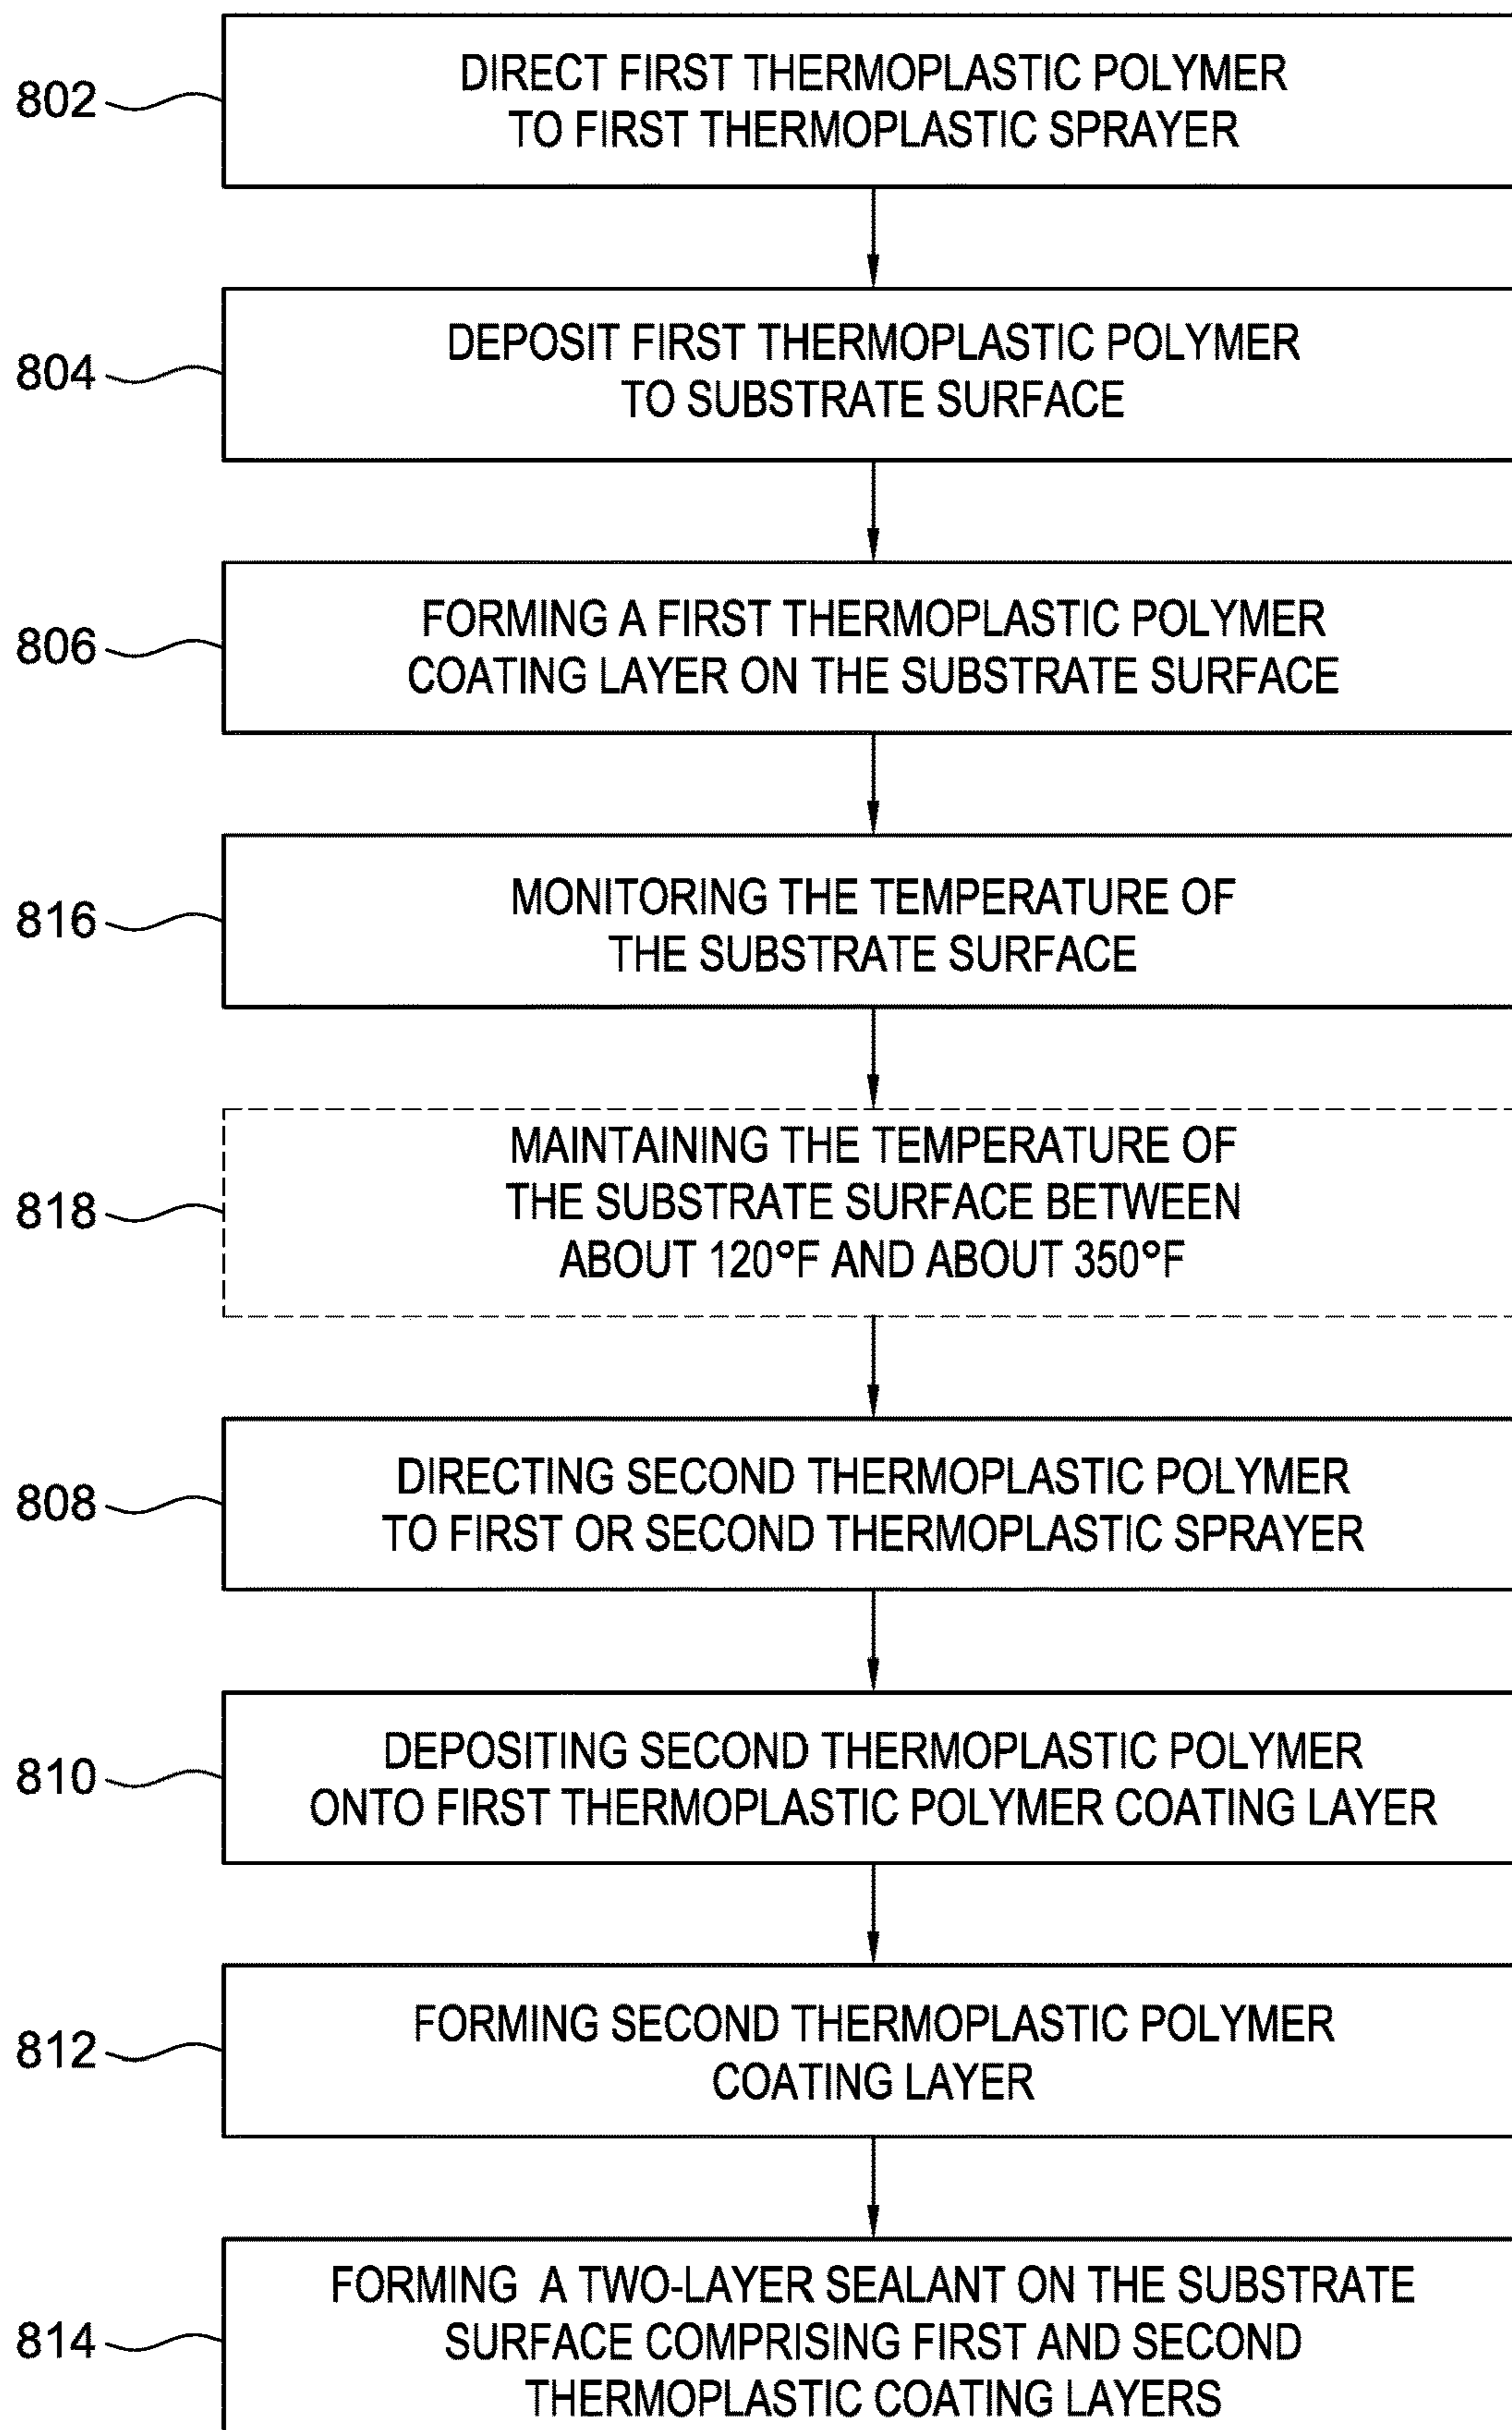 802
DIRECT FIRST THERMOPLASTIC POLYMER
TO FIRST THERMOPLASTIC SPRAYER
804
DEPOSIT FIRST THERMOPLASTIC POLYMER
TO SUBSTRATE SURFACE
806
FORMING A FIRST THERMOPLASTIC POLYMER
COATING LAYER ON THE SUBSTRATE SURFACE
816
MONITORING THE TEMPERATURE OF
THE SUBSTRATE SURFACE
818
MAINTAINING THE TEMPERATURE OF
THE SUBSTRATE SURFACE BETWEEN
ABOUT 120°F AND ABOUT 350°F
808
DIRECTING SECOND THERMOPLASTIC POLYMER
TO FIRST OR SECOND THERMOPLASTIC SPRAYER
810
DEPOSITING SECOND THERMOPLASTIC POLYMER
ONTO FIRST THERMOPLASTIC POLYMER COATING LAYER
812
FORMING SECOND THERMOPLASTIC POLYMER
COATING LAYER
814
FORMING A TWO-LAYER SEALANT ON THE SUBSTRATE
SURFACE COMPRISING FIRST AND SECOND
THERMOPLASTIC COATING LAYERS